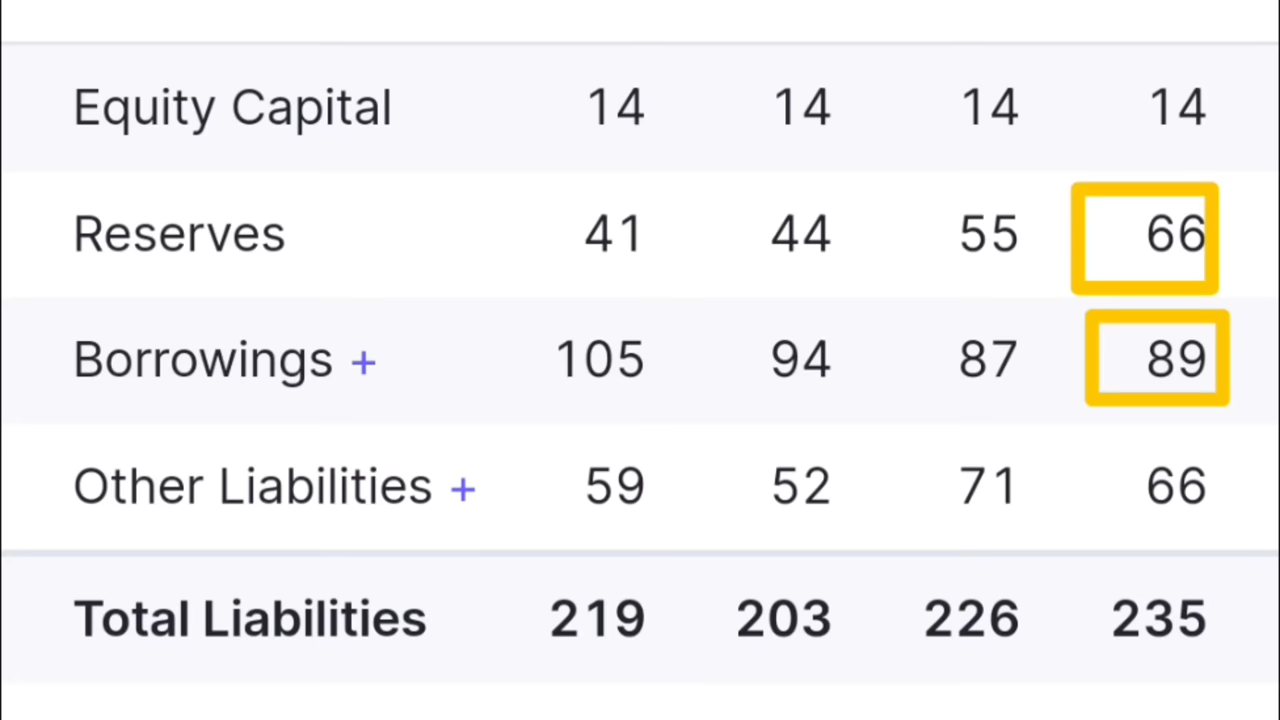 Equity Capital 14 14 14 14
Reserves 41 44 55 66
Borrowings + 105 94 87 89
Other Liabilities + 59 52 71 66
Total Liabilities 219 203 226 235